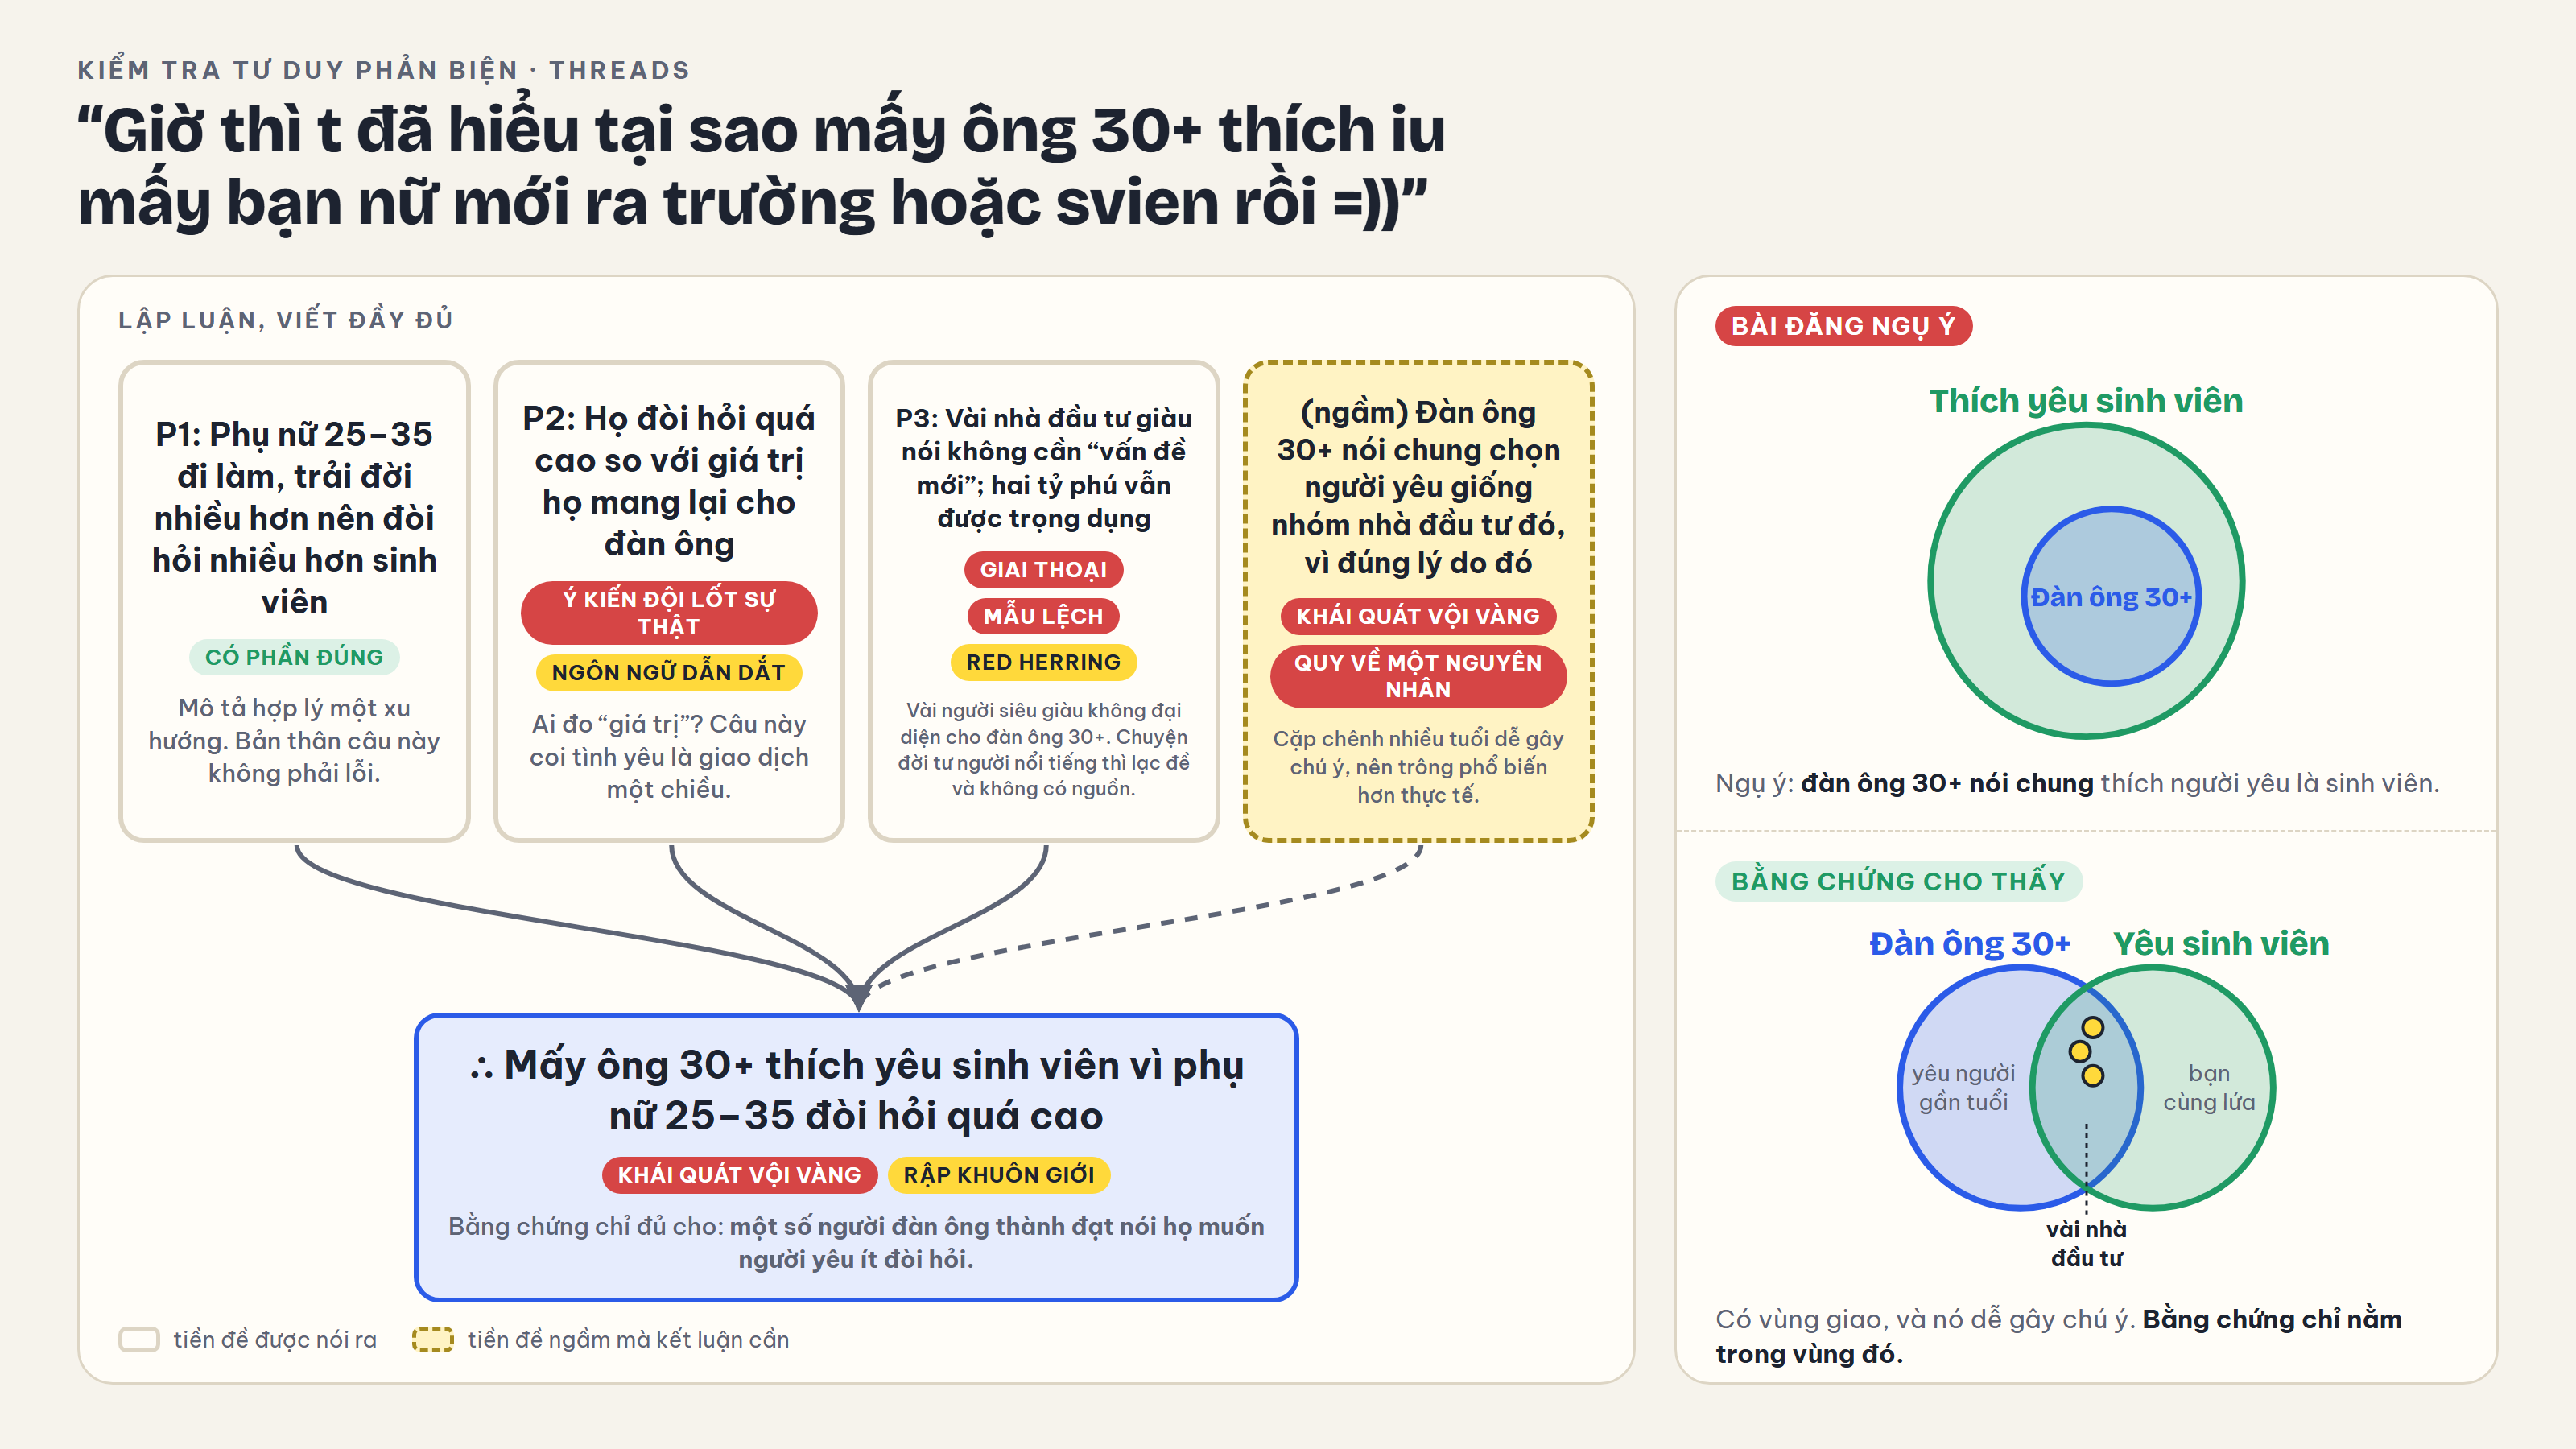 KIỂM TRA TƯ DUY PHẢN BIỆN · THREADS
“Giờ thì t đã hiểu tại sao mấy ông 30+ thích iu
mấy bạn nữ mới ra trường hoặc svien rồi =))”
LẬP LUẬN, VIẾT ĐẦY ĐỦ
P1: Phụ nữ 25–35
đi làm, trải đời
nhiều hơn nên đòi
hỏi nhiều hơn sinh
viên
CÓ PHẦN ĐÚNG
Mô tả hợp lý một xu
hướng. Bản thân câu này
không phải lỗi.
P2: Họ đòi hỏi quá
cao so với giá trị
họ mang lại cho
đàn ông
Ý KIẾN ĐỘI LỐT SỰ
THẬT
NGÔN NGỮ DẪN DẮT
Ai đo “giá trị”? Câu này
coi tình yêu là giao dịch
một chiều.
P3: Vài nhà đầu tư giàu
nói không cần “vấn đề
mới”; hai tỷ phú vẫn
được trọng dụng
GIAI THOẠI
MẪU LỆCH
RED HERRING
Vài người siêu giàu không đại
diện cho đàn ông 30+. Chuyện
đời tư người nổi tiếng thì lạc đề
và không có nguồn.
(ngầm) Đàn ông
30+ nói chung chọn
người yêu giống
nhóm nhà đầu tư đó,
vì đúng lý do đó
KHÁI QUÁT VỘI VÀNG
QUY VỀ MỘT NGUYÊN
NHÂN
Cặp chênh nhiều tuổi dễ gây
chú ý, nên trông phổ biến
hơn thực tế.
∴ Mấy ông 30+ thích yêu sinh viên vì phụ
nữ 25–35 đòi hỏi quá cao
KHÁI QUÁT VỘI VÀNG
RẬP KHUÔN GIỚI
Bằng chứng chỉ đủ cho: một số người đàn ông thành đạt nói họ muốn
người yêu ít đòi hỏi.
tiền đề được nói ra
tiền đề ngầm mà kết luận cần
BÀI ĐĂNG NGỤ Ý
Thích yêu sinh viên
Đàn ông 30+
Ngụ ý: đàn ông 30+ nói chung thích người yêu là sinh viên.
BẰNG CHỨNG CHO THẤY
Đàn ông 30+
Yêu sinh viên
yêu người
gần tuổi
bạn
cùng lứa
vài nhà
đầu tư
Có vùng giao, và nó dễ gây chú ý. Bằng chứng chỉ nằm
trong vùng đó.